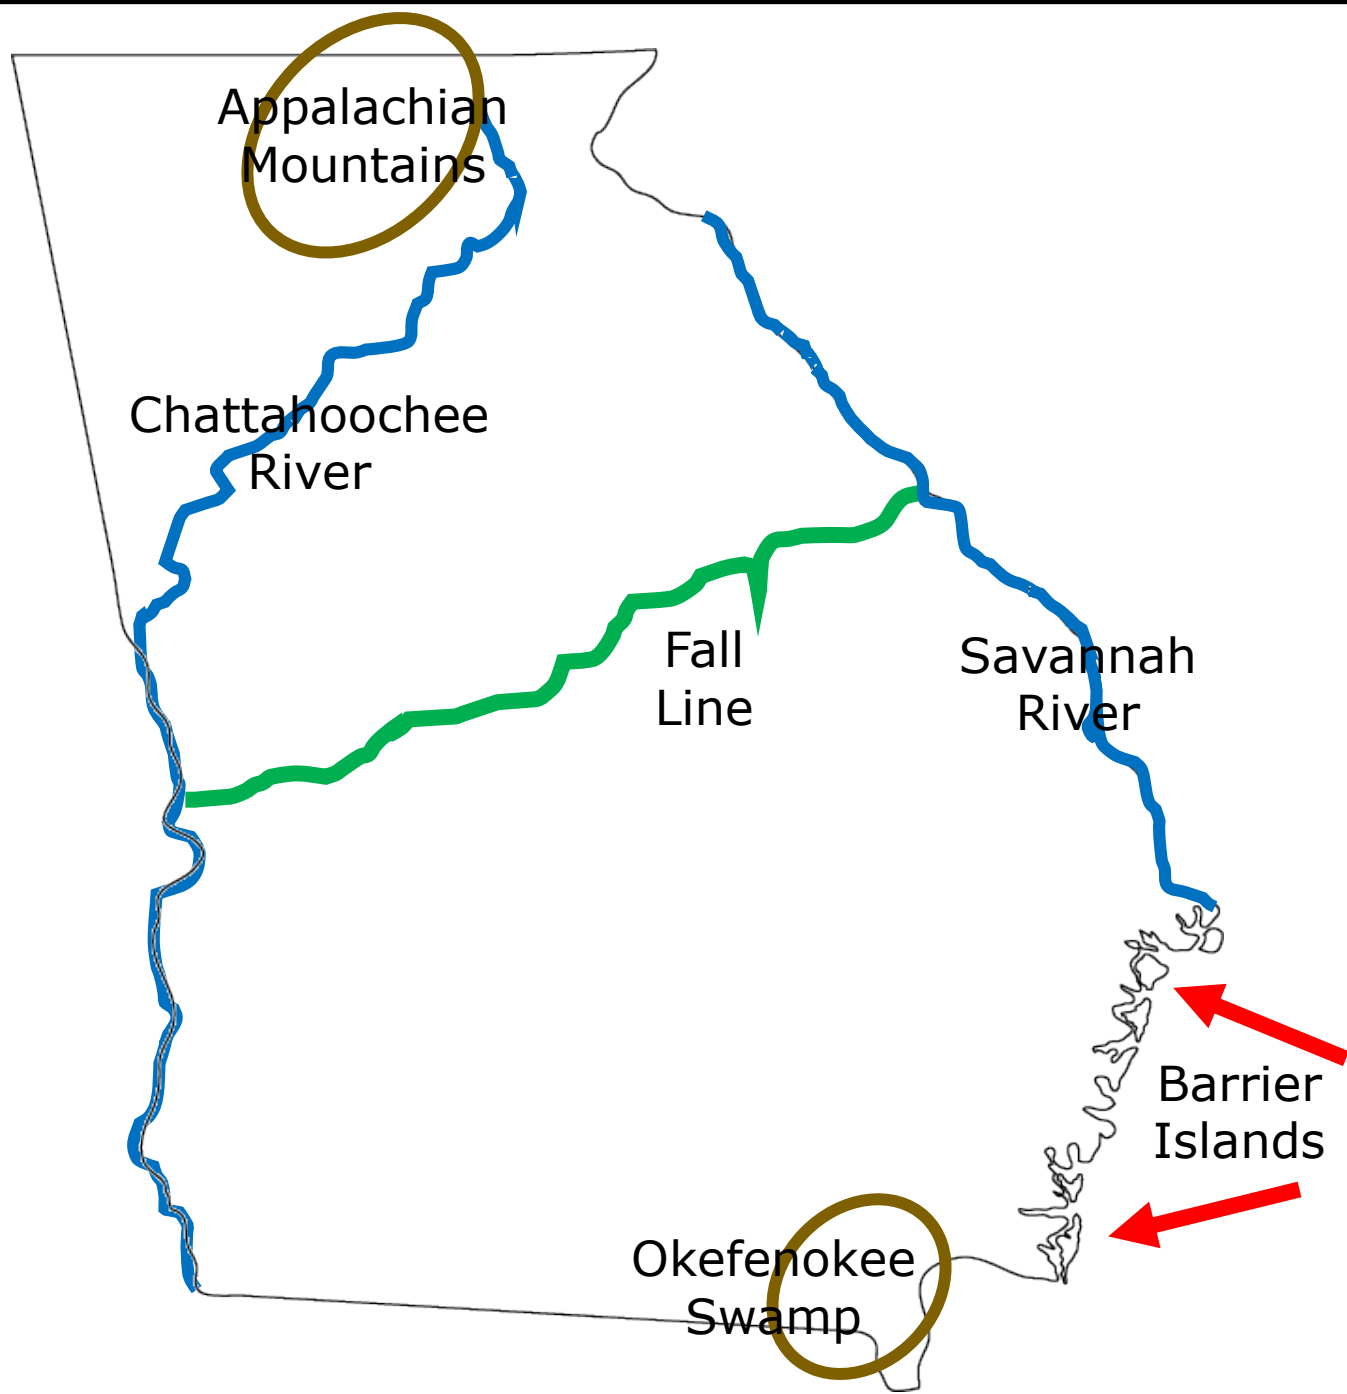 Appalachian
Mountains
Chattahoochee
River
Fall
Line
Savannah
River
Barrier
Islands
Okefenokee
Swamp